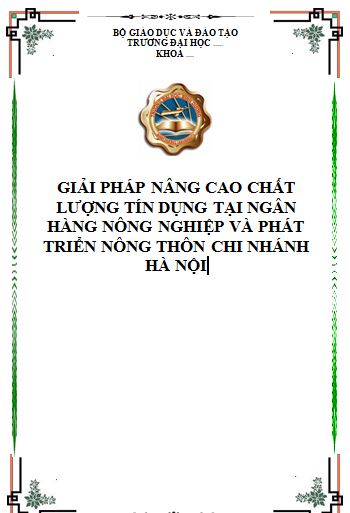 BỘ GIÁO DỤC VÀ ĐÀO TẠO
TRƯỜNG ĐẠI HỌC .....
KHOA ....
GIẢI PHÁP NÂNG CAO CHẤT
LƯỢNG TÍN DỤNG TẠI NGÂN
HÀNG NÔNG NGHIỆP VÀ PHÁT
TRIỂN NÔNG THÔN CHI NHÁNH
HÀ NỘI